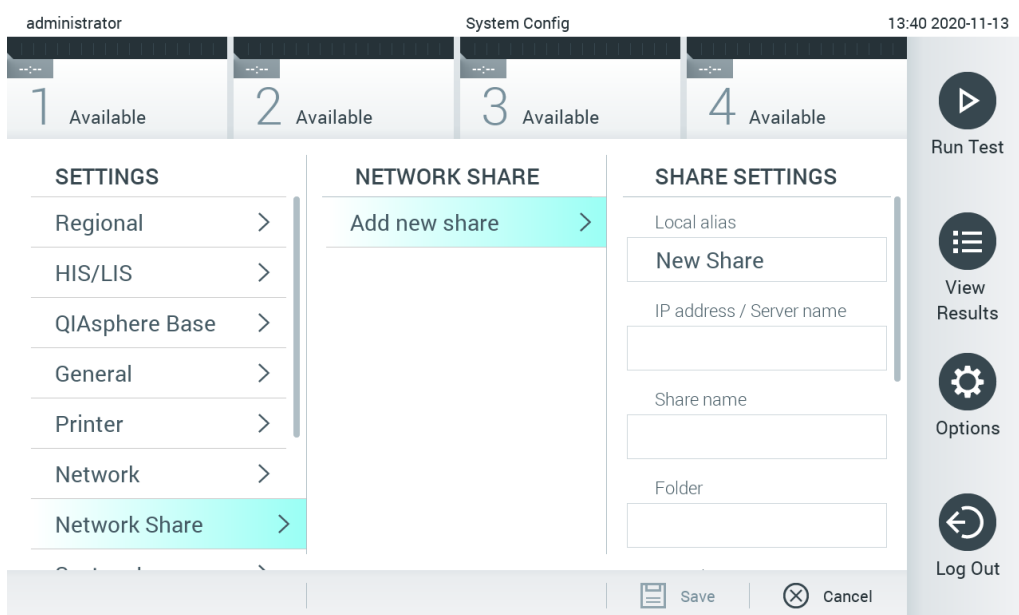 administrator System Config 13:40 2020-11-13
--:-- --:-- --:-- --:--
1 Available 2 Available 3 Available 4 Available
Run Test
SETTINGS NETWORK SHARE SHARE SETTINGS
Regional Add new share Local alias
New Share
HIS/LIS
View
Results
IP address / Server name
QIAsphere Base
General
Share name
Printer
Options
Network
Folder
Network Share
Log Out
Save Cancel